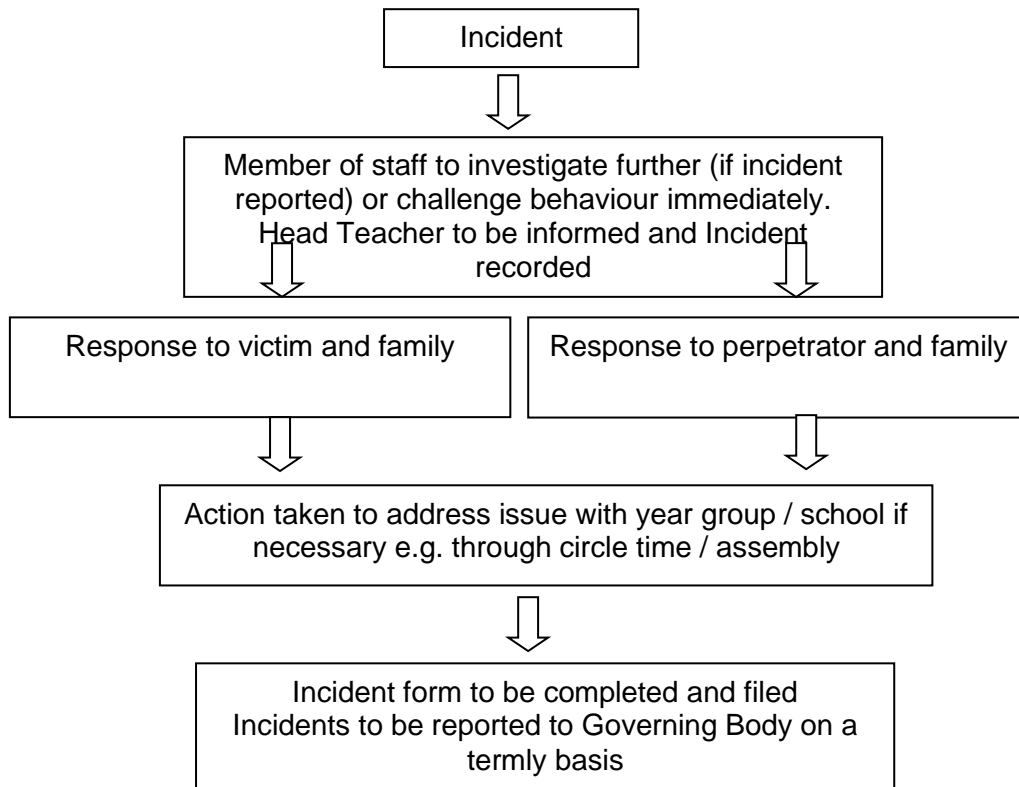 Incident
Member of staff to investigate further (if incident
reported) or challenge behaviour immediately.
Head Teacher to be informed and Incident
recorded
Response to victim and family
Response to perpetrator and family
Action taken to address issue with year group / school if
necessary e.g. through circle time / assembly
Incident form to be completed and filed
Incidents to be reported to Governing Body on a
termly basis